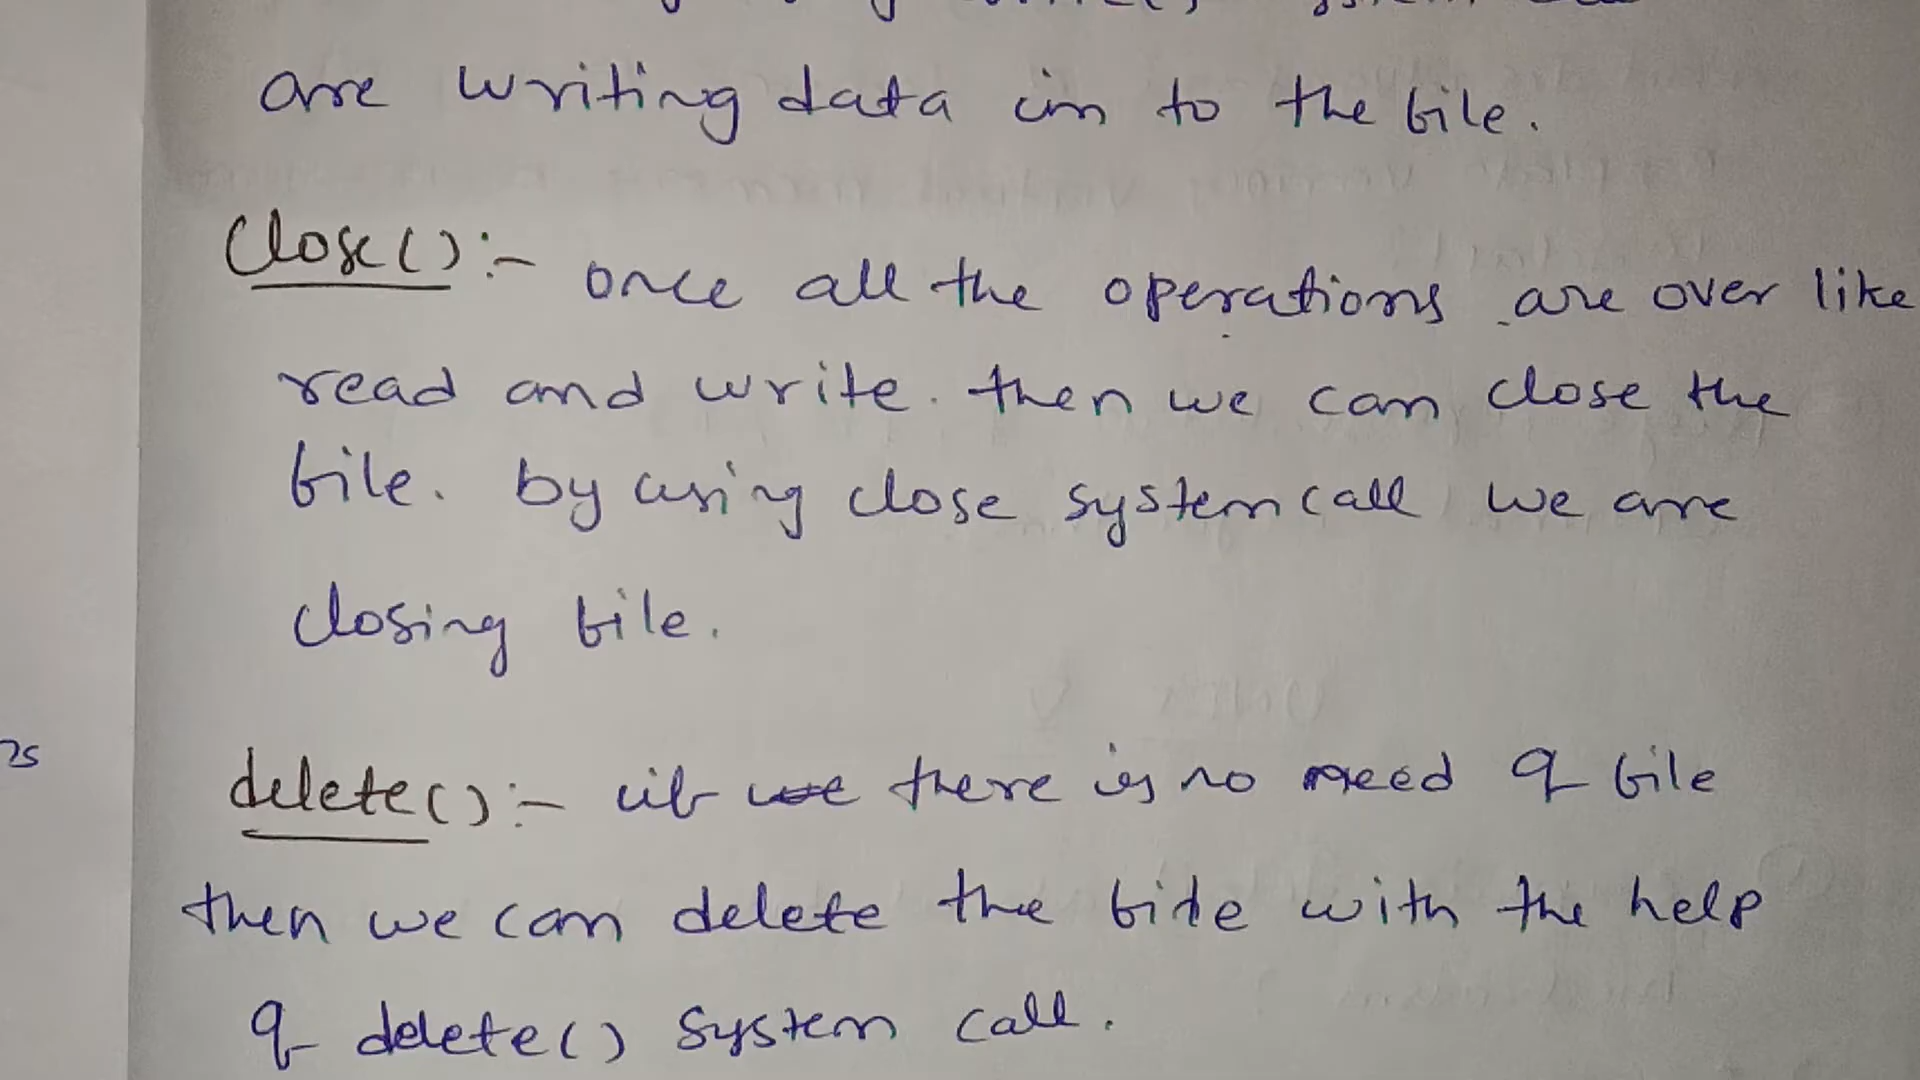 are writing data in to the file.
Close():- once all the operations are over like
read and write. then we can close the
file. by using close system call we are
closing file.
delete():- if we there is no need of file
then we can delete the file with the help
of delete() system call.